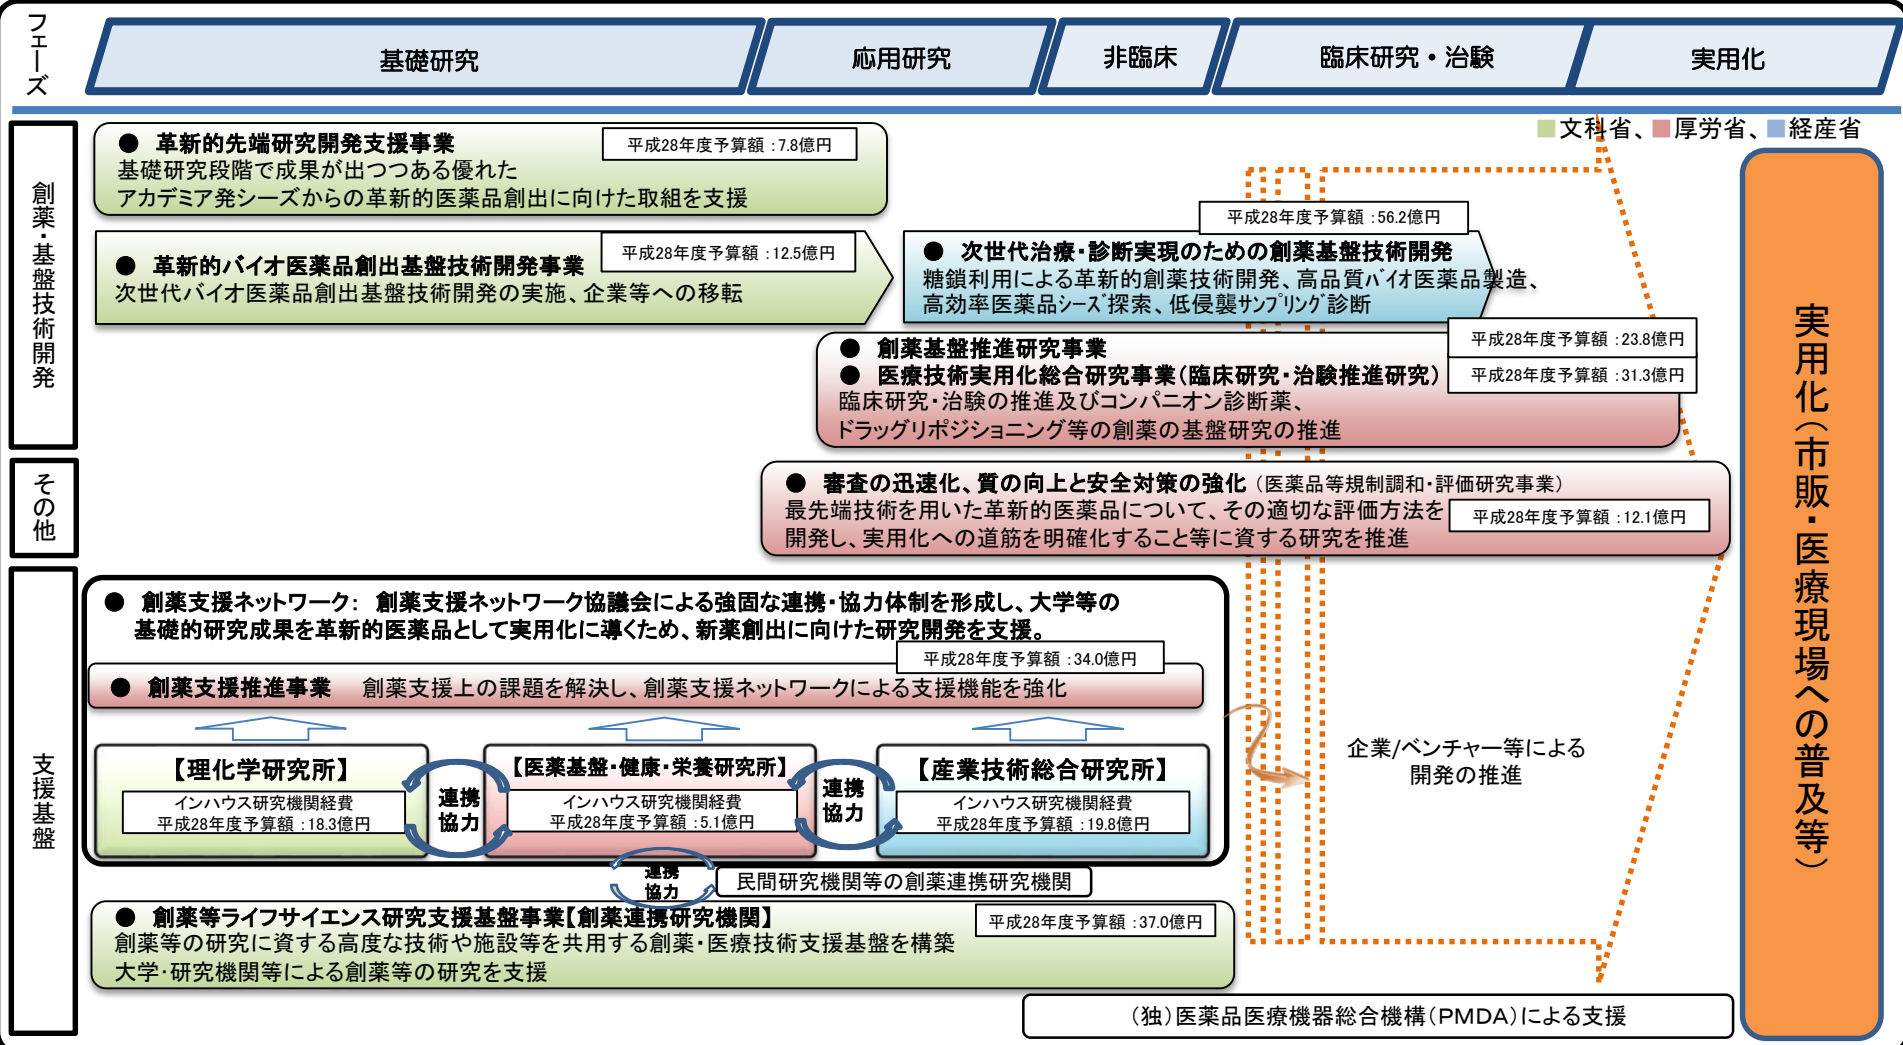 フェーズ
基礎研究
応用研究
非臨床
臨床研究・治験
実用化
■文科省、■厚労省、■経産省
創薬・基盤技術開発
● 革新的先端研究開発支援事業
平成28年度予算額：7.8億円
基礎研究段階で成果が出つつある優れた
アカデミア発シーズからの革新的医薬品創出に向けた取組を支援
平成28年度予算額：12.5億円
● 革新的バイオ医薬品創出基盤技術開発事業
次世代バイオ医薬品創出基盤技術開発の実施、企業等への移転
平成28年度予算額：56.2億円
● 次世代治療・診断実現のための創薬基盤技術開発
糖鎖利用による革新的創薬技術開発、高品質バイオ医薬品製造、
高効率医薬品シーズ探索、低侵襲サンプリング診断
● 創薬基盤推進研究事業
平成28年度予算額：23.8億円
● 医療技術実用化総合研究事業（臨床研究・治験推進研究）
平成28年度予算額：31.3億円
臨床研究・治験の推進及びコンパニオン診断薬、
ドラッグリポジショニング等の創薬の基盤研究の推進
その他
● 審査の迅速化、質の向上と安全対策の強化（医薬品等規制調和・評価研究事業）
最先端技術を用いた革新的医薬品について、その適切な評価方法を
開発し、実用化への道筋を明確化すること等に資する研究を推進
平成28年度予算額：12.1億円
支援基盤
● 創薬支援ネットワーク： 創薬支援ネットワーク協議会による強固な連携・協力体制を形成し、大学等の
基礎的研究成果を革新的医薬品として実用化に導くため、新薬創出に向けた研究開発を支援。
平成28年度予算額：34.0億円
● 創薬支援推進事業 創薬支援上の課題を解決し、創薬支援ネットワークによる支援機能を強化
【理化学研究所】
インハウス研究機関経費
平成28年度予算額：18.3億円
連携
協力
【医薬基盤・健康・栄養研究所】
インハウス研究機関経費
平成28年度予算額：5.1億円
連携
協力
【産業技術総合研究所】
インハウス研究機関経費
平成28年度予算額：19.8億円
企業/ベンチャー等による
開発の推進
連携
協力
民間研究機関等の創薬連携研究機関
● 創薬等ライフサイエンス研究支援基盤事業【創薬連携研究機関】
平成28年度予算額：37.0億円
創薬等の研究に資する高度な技術や施設等を共用する創薬・医療技術支援基盤を構築
大学・研究機関等による創薬等の研究を支援
（独）医薬品医療機器総合機構（PMDA）による支援
実用化（市販・医療現場への普及等）